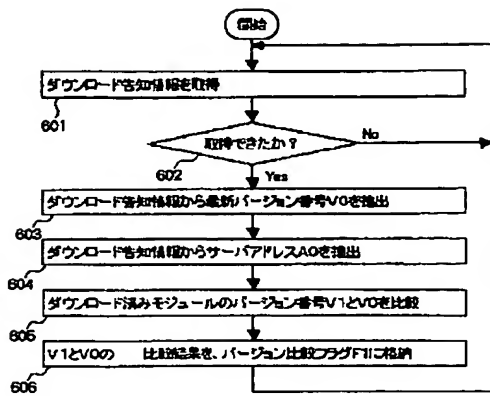 開始
ダウンロード告知情報を取得
601
取得できたか?
No
602
Yes
ダウンロード告知情報から最新バージョン番号V0を抽出
603
ダウンロード告知情報からサーバアドレスA0を抽出
604
ダウンロード済みモジュールのバージョン番号V1とV0を比較
605
V1とV0の 比較結果を、バージョン比較フラグF1に格納
606